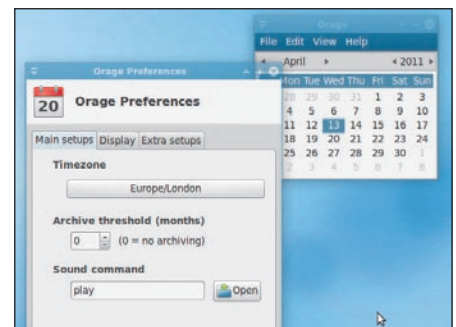 Orage
File Edit View Help
April 2011
Mon Tue Wed Thu Fri Sat Sun
28 29 30 31 1 2 3
4 5 6 7 8 9 10
11 12 13 14 15 16 17
18 19 20 21 22 23 24
25 26 27 28 29 30 1
2 3 4 5 6 7 8
Orage Preferences
20 Orage Preferences
Main setups Display Extra setups
Timezone
Europe/London
Archive threshold (months)
0 (0 = no archiving)
Sound command
play Open